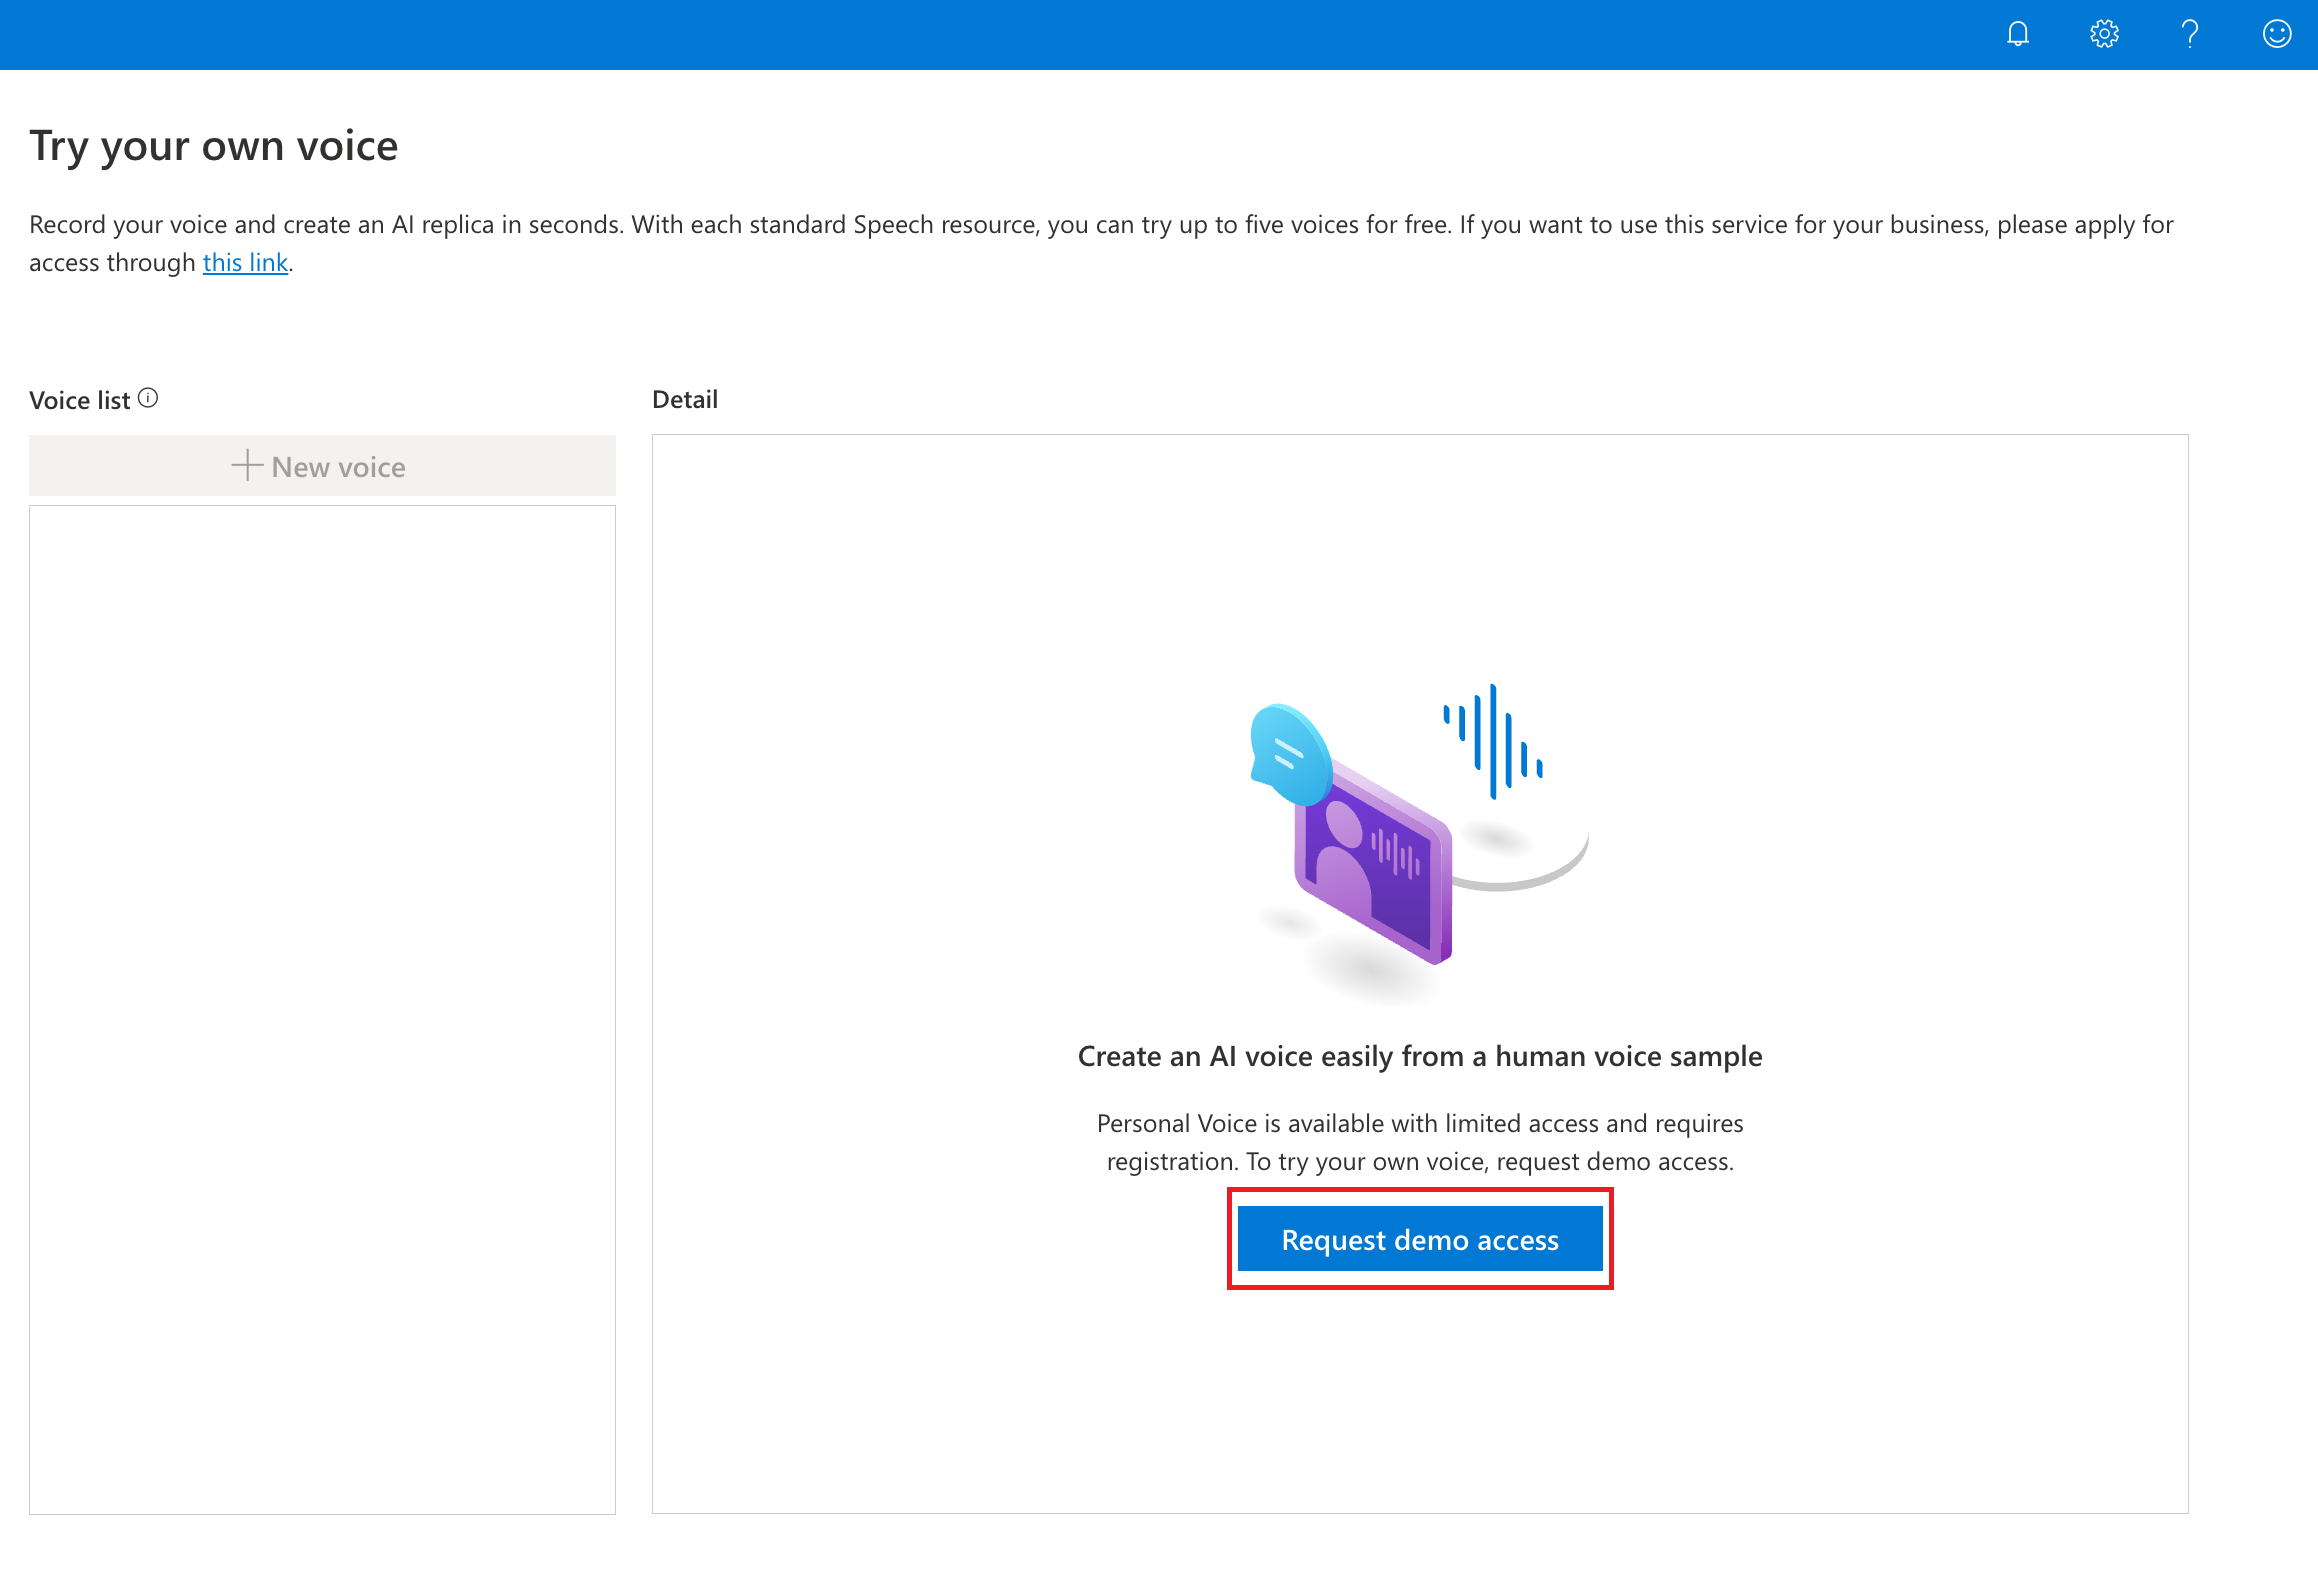 Try your own voice
Record your voice and create an AI replica in seconds. With each standard Speech resource, you can try up to five voices for free. If you want to use this service for your business, please apply for
access through this link.
Voice list
New voice
Detail
Create an AI voice easily from a human voice sample
Personal Voice is available with limited access and requires
registration. To try your own voice, request demo access.
Request demo access